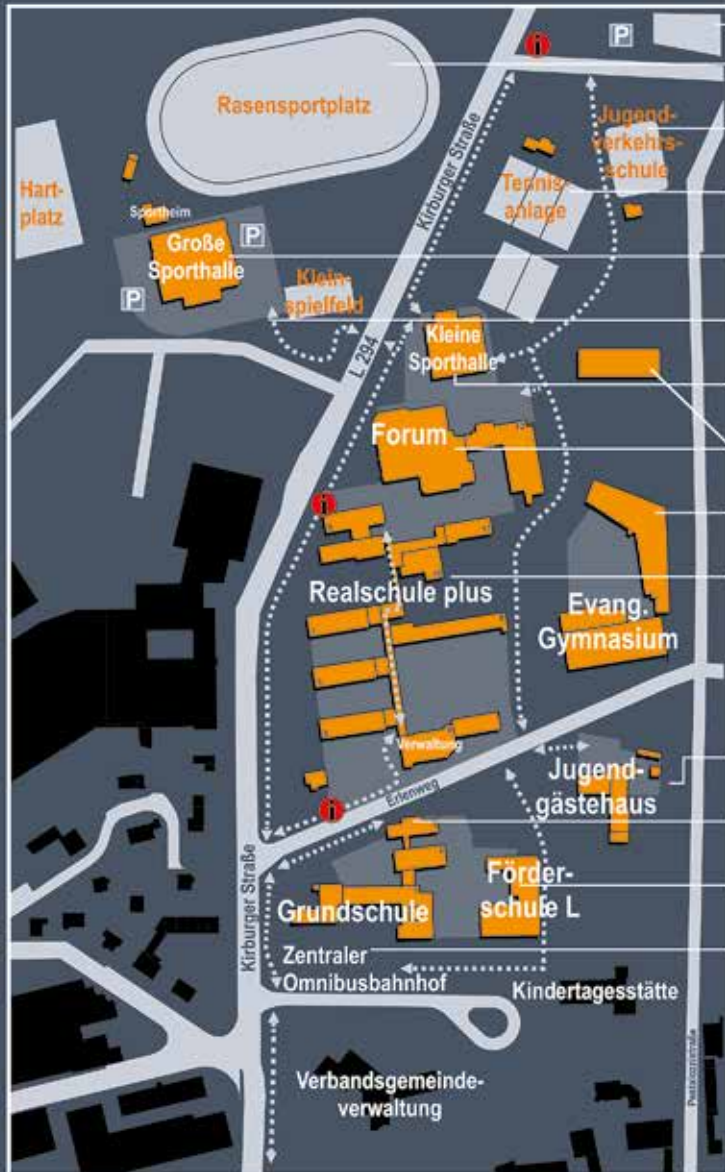 i
P
Rasensportplatz
Kirburger Straße
Jugend-
verkehrs-
schule
Hart-
platz
Tennis-
anlage
Sportheim
Große
Sporthalle
P
P
Klein-
spielfeld
L 294
Kleine
Sporthalle
Forum
i
Realschule plus
Evang.
Gymnasium
Verwaltung
Erlenweg
i
Jugend-
gästehaus
Kirburger Straße
Grundschule
Förder-
schule L
Zentraler
Omnibusbahnhof
Kindertagesstätte
Verbandsgemeinde-
verwaltung